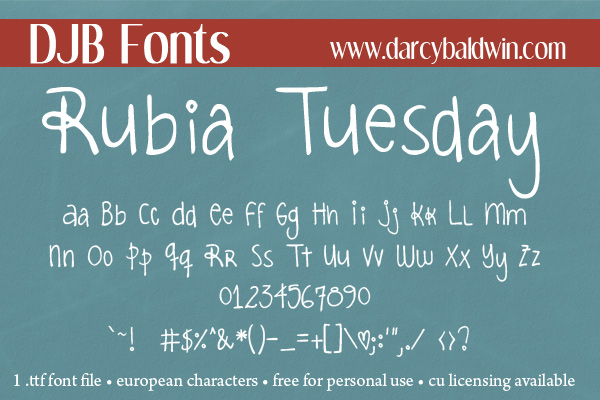 DJB Fonts
www.darcybaldwin.com
Rubia Tuesday
aa Bb Cc dd ee ff Gg Hh ii jj KK LL Mm
Nn Oo Pp qq RR Ss Tt Uu Vv Ww Xx Yy Zz
01234567890
`~! #$%^&*()-_=+[]\♥;:'",./ <>?
1 .ttf font file • european characters • free for personal use • cu licensing available